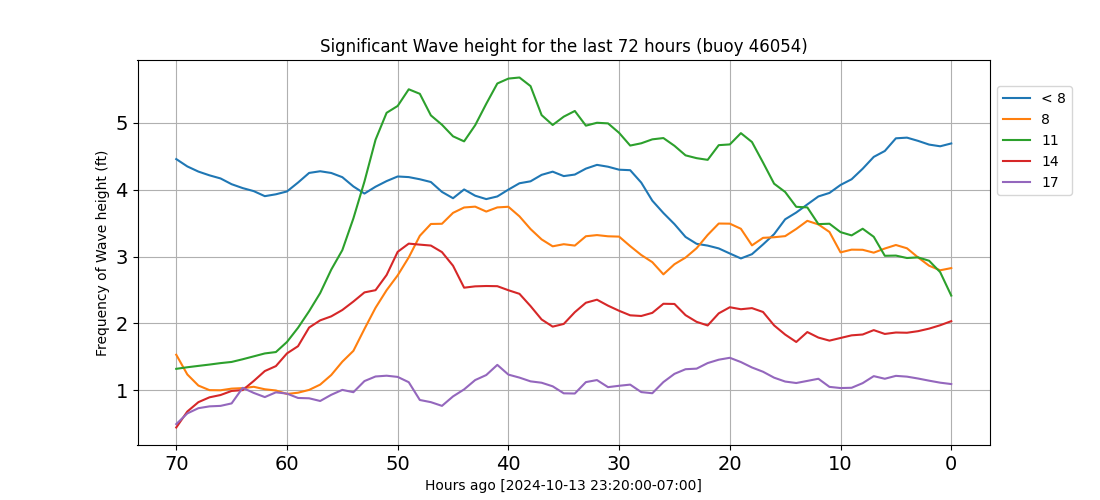 Significant Wave height for the last 72 hours (buoy 46054)
Frequency of Wave height (ft)
5
4
3
2
1
70 60 50 40 30 20 10 0
Hours ago [2024-10-13 23:20:00-07:00]
< 8
8
11
14
17